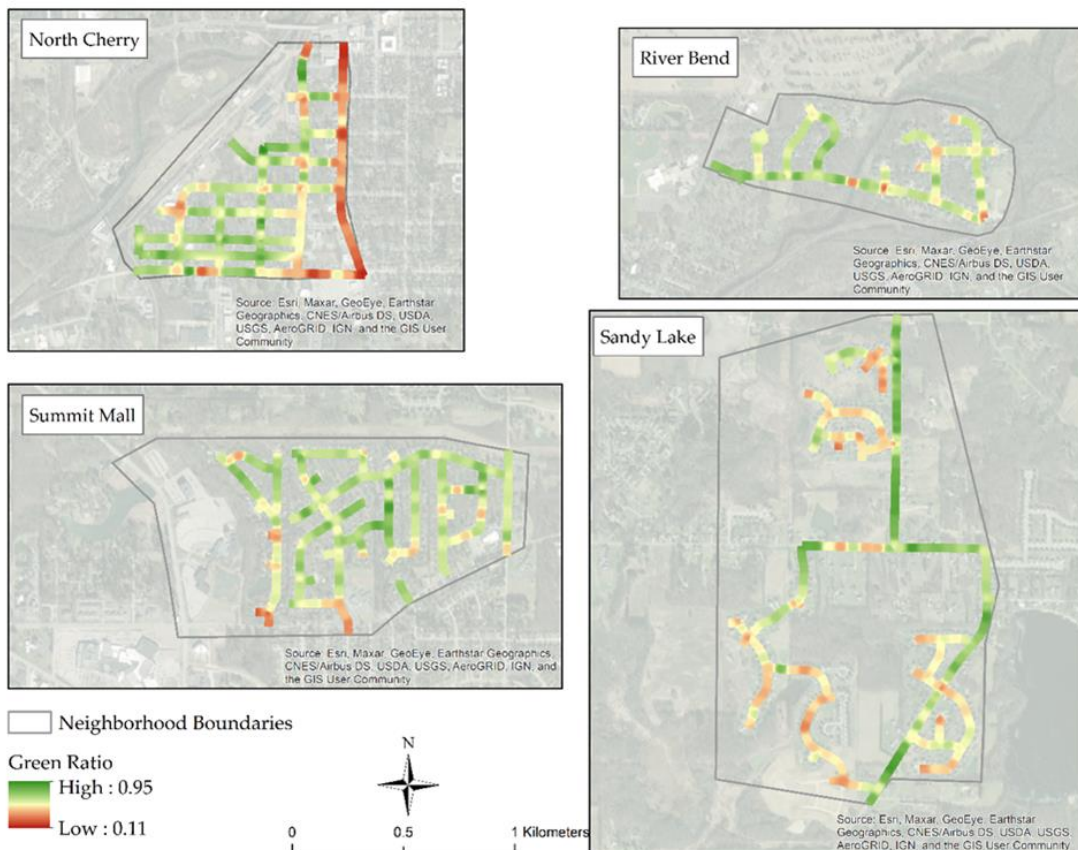 North Cherry
Source: Esri, Maxar, GeoEye, Earthstar
Geographics, CNES/Airbus DS, USDA,
USGS, AeroGRID, IGN, and the GIS User
Community
River Bend
Source: Esri, Maxar, GeoEye, Earthstar
Geographics, CNES/Airbus DS, USDA,
USGS, AeroGRID, IGN, and the GIS User
Community
Summit Mall
Source: Esri, Maxar, GeoEye, Earthstar Geographics,
CNES/Airbus DS, USDA, USGS, AeroGRID, IGN, and
the GIS User Community
Sandy Lake
Source: Esri, Maxar, GeoEye, Earthstar
Geographics, CNES/Airbus DS, USDA, USGS,
AeroGRID, IGN, and the GIS User Community
Neighborhood Boundaries
Green Ratio
High : 0.95
Low : 0.11
N
0 0.5 1 Kilometers